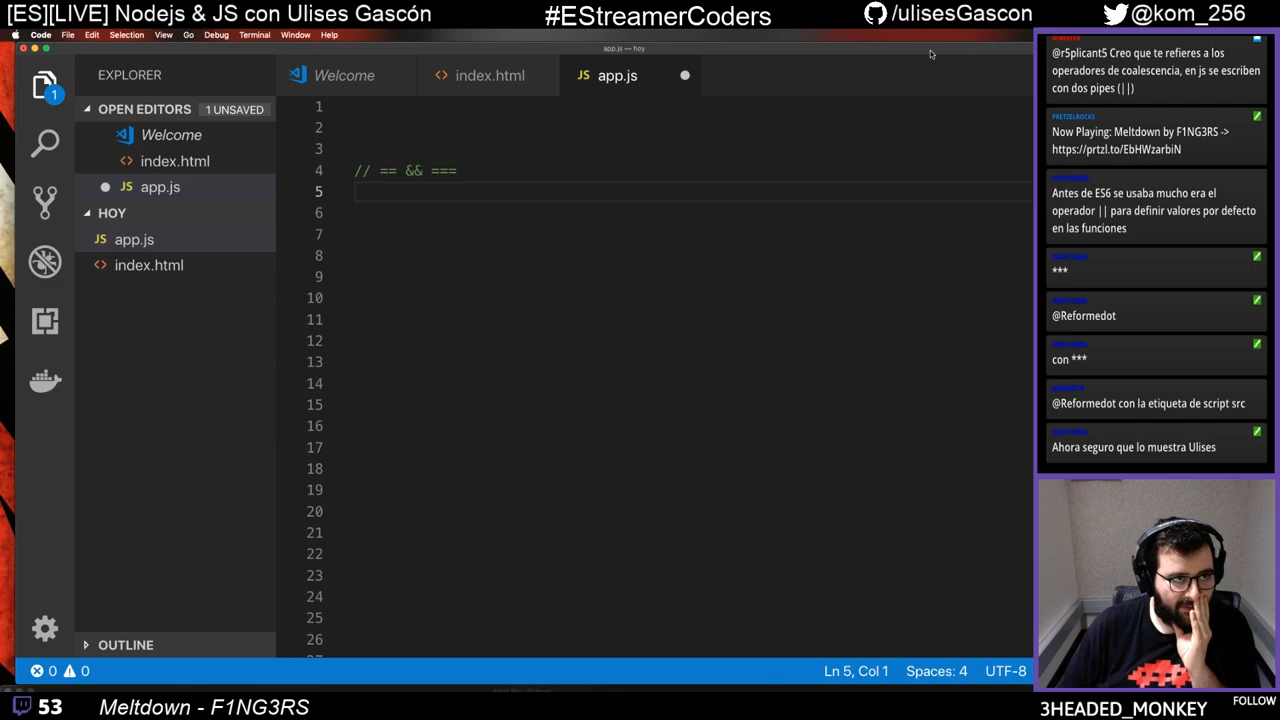 [ES][LIVE] Nodejs & JS con Ulises Gascón
#EStreamerCoders
/ulisesGascon
@kom_256
Code File Edit Selection View Go Debug Terminal Window Help
app.js — hoy
EXPLORER
Welcome
index.html
JS app.js
OPEN EDITORS 1 UNSAVED
Welcome
index.html
JS app.js
HOY
JS app.js
index.html
OUTLINE
1
1
2
3
4 // == && ===
5
6
7
8
9
10
11
12
13
14
15
16
17
18
19
20
21
22
23
24
25
26
@r5plicant5 Creo que te refieres a los
operadores de coalescencia, en js se escriben
con dos pipes (||)
PRETZELROCKS
Now Playing: Meltdown by F1NG3RS ->
https://prtzl.to/EbHWzarbiN
Antes de ES6 se usaba mucho era el
operador || para definir valores por defecto
en las funciones
***
@Reformedot
con ***
@Reformedot con la etiqueta de script src
Ahora seguro que lo muestra Ulises
0 0
Ln 5, Col 1 Spaces: 4 UTF-8
53 Meltdown - F1NG3RS
3HEADED_MONKEY FOLLOW